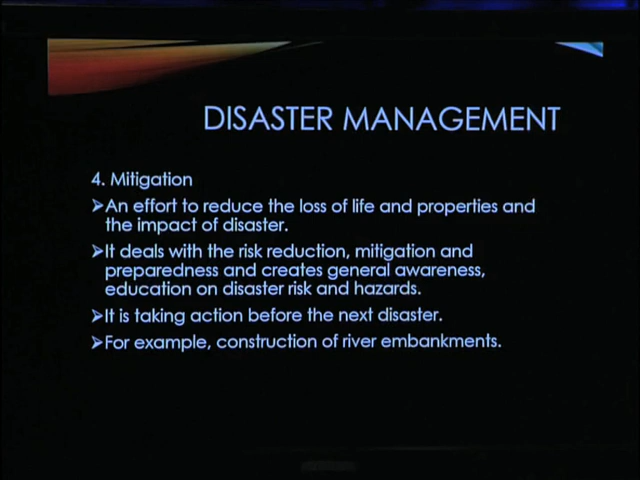 DISASTER MANAGEMENT
4. Mitigation
➢An effort to reduce the loss of life and properties and
the impact of disaster.
➢It deals with the risk reduction, mitigation and
preparedness and creates general awareness,
education on disaster risk and hazards.
➢It is taking action before the next disaster.
➢For example, construction of river embankments.